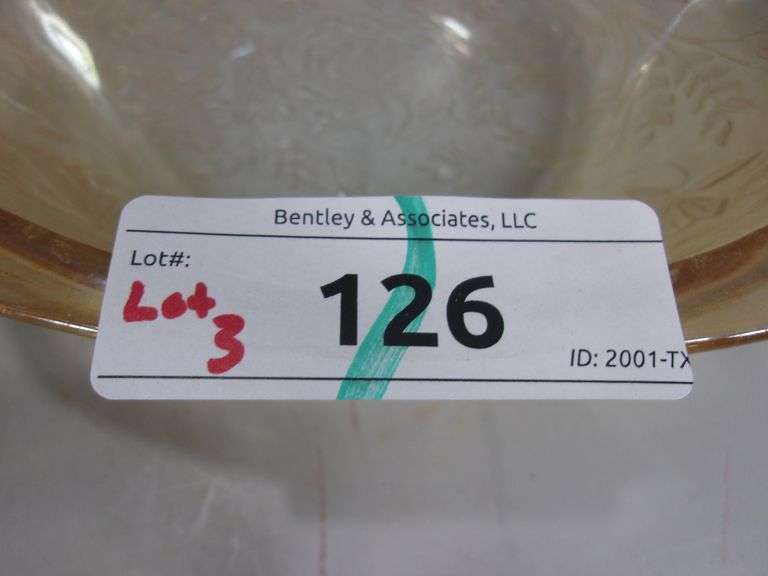 Bentley & Associates, LLC
Lot#:
Lot
3
126
ID: 2001-TX